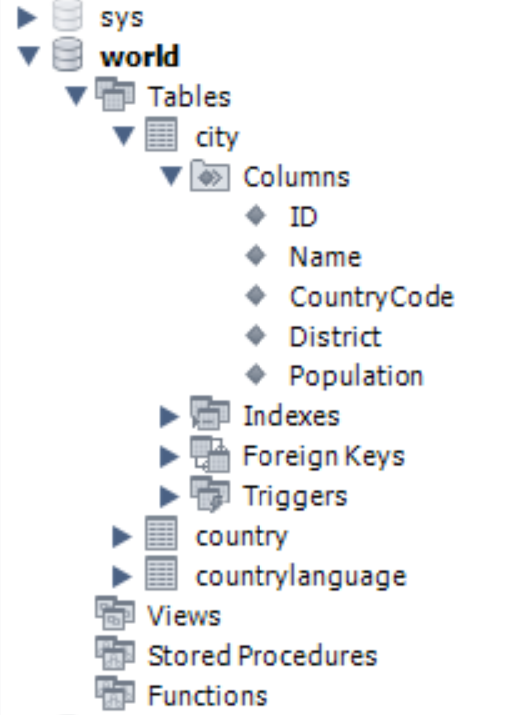 sys
world
Tables
city
Columns
ID
Name
CountryCode
District
Population
Indexes
Foreign Keys
Triggers
country
countrylanguage
Views
Stored Procedures
Functions